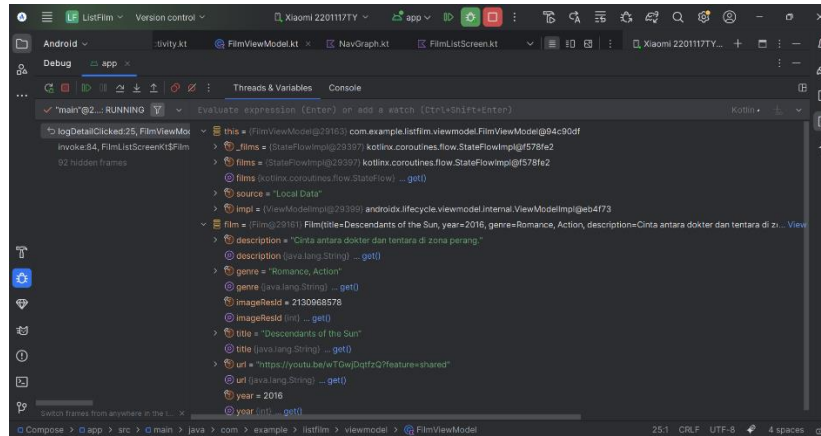 LF ListFilm Version control Xiaomi 2201117TY app
Android :tivity.kt FilmViewModel.kt NavGraph.kt FilmListScreen.kt Xiaomi 2201117TY...
Debug app
Threads & Variables Console
"main"@2...: RUNNING Evaluate expression (Enter) or add a watch (Ctrl+Shift+Enter) Kotlin
logDetailClicked:25, FilmViewMoc
invoke:84, FilmListScreenKt$Film
92 hidden frames
this = {FilmViewModel@29163} com.example.listfilm.viewmodel.FilmViewModel@94c90df
_films = {StateFlowImpl@29397} kotlinx.coroutines.flow.StateFlowImpl@f578fe2
films = {StateFlowImpl@29397} kotlinx.coroutines.flow.StateFlowImpl@f578fe2
films {kotlinx.coroutines.flow.StateFlow} ... get()
source = "Local Data"
impl = {ViewModelImpl@29399} androidx.lifecycle.viewmodel.internal.ViewModelImpl@eb4f73
film = {Film@29161} Film(title=Descendants of the Sun, year=2016, genre=Romance, Action, description=Cinta antara dokter dan tentara di z... View
description = "Cinta antara dokter dan tentara di zona perang."
description {java.lang.String} ... get()
genre = "Romance, Action"
genre {java.lang.String} ... get()
imageResId = 2130968578
imageResId {int} ... get()
title = "Descendants of the Sun"
title {java.lang.String} ... get()
url = "https://youtu.be/wTGwjDqtfzQ?feature=shared"
url {java.lang.String} ... get()
year = 2016
year {int} ... get()
Switch frames from anywhere in the I...
Compose > app > src > main > java > com > example > listfilm > viewmodel > FilmViewModel 25:1 CRLF UTF-8 4 spaces